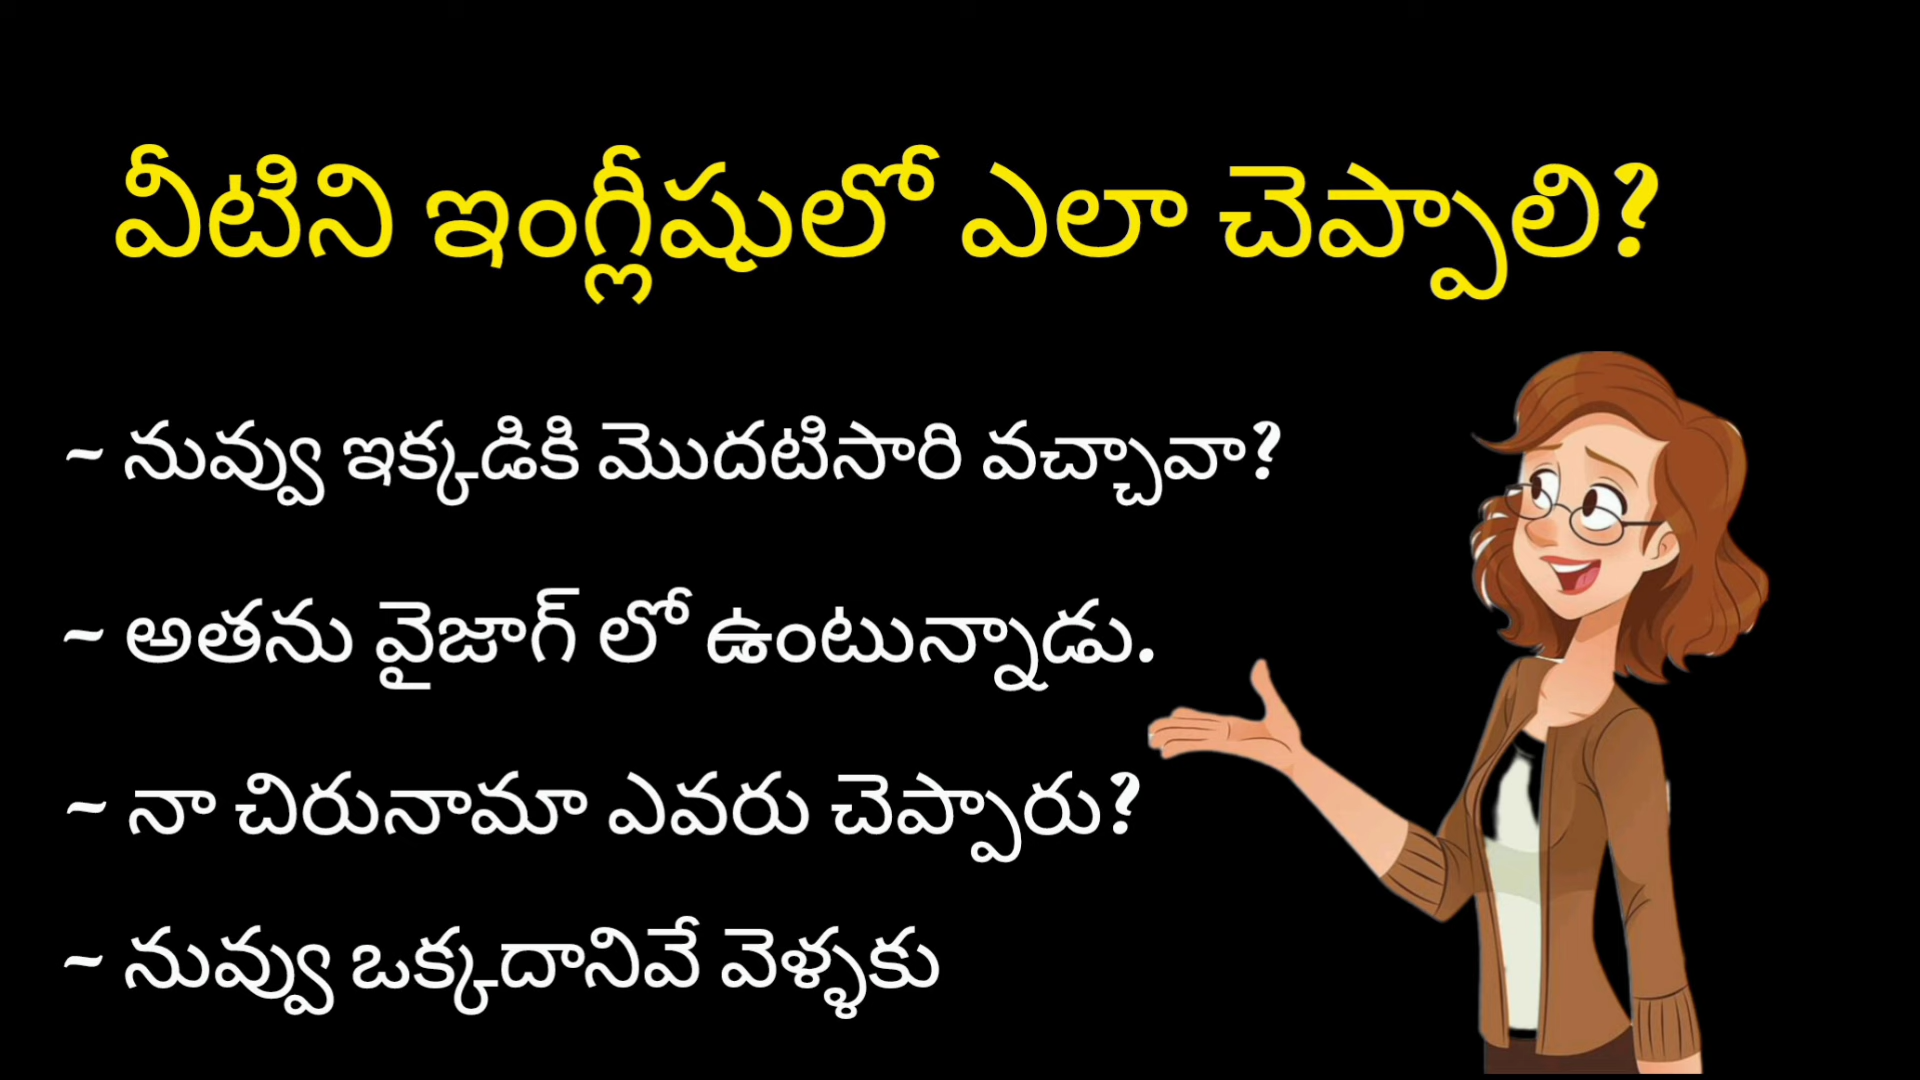 వీటిని ఇంగ్లీషులో ఎలా చెప్పాలి?
~ నువ్వు ఇక్కడికి మొదటిసారి వచ్చావా?
~ అతను వైజాగ్ లో ఉంటున్నాడు.
~ నా చిరునామా ఎవరు చెప్పారు?
~ నువ్వు ఒక్కదానివే వెళ్ళకు